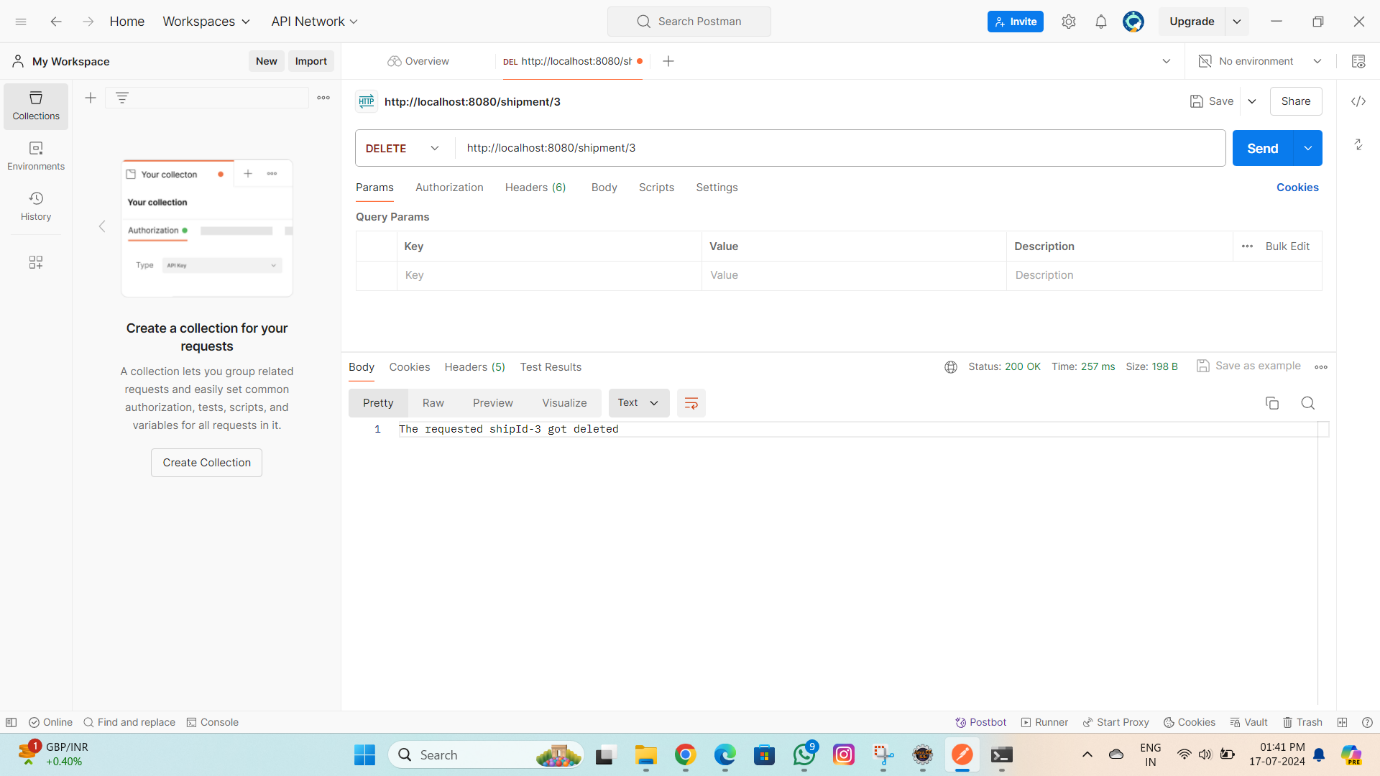 Home Workspaces API Network Search Postman Invite Upgrade
My Workspace New Import Overview DEL http://localhost:8080/sh No environment
Collections
Environments
History
Your collecton
Your collection
Authorization
Type API Key
Create a collection for your
requests
A collection lets you group related
requests and easily set common
authorization, tests, scripts, and
variables for all requests in it.
Create Collection
HTTP http://localhost:8080/shipment/3 Save Share
DELETE http://localhost:8080/shipment/3 Send
Params Authorization Headers (6) Body Scripts Settings Cookies
Query Params
Key Value Description Bulk Edit
Key Value Description
Body Cookies Headers (5) Test Results Status: 200 OK Time: 257 ms Size: 198 B Save as example
Pretty Raw Preview Visualize Text
1 The requested shipId-3 got deleted
Online Find and replace Console Postbot Runner Start Proxy Cookies Vault Trash
1 GBP/INR
+0.40%
Search
9
ENG
IN
01:41 PM
17-07-2024
PRE